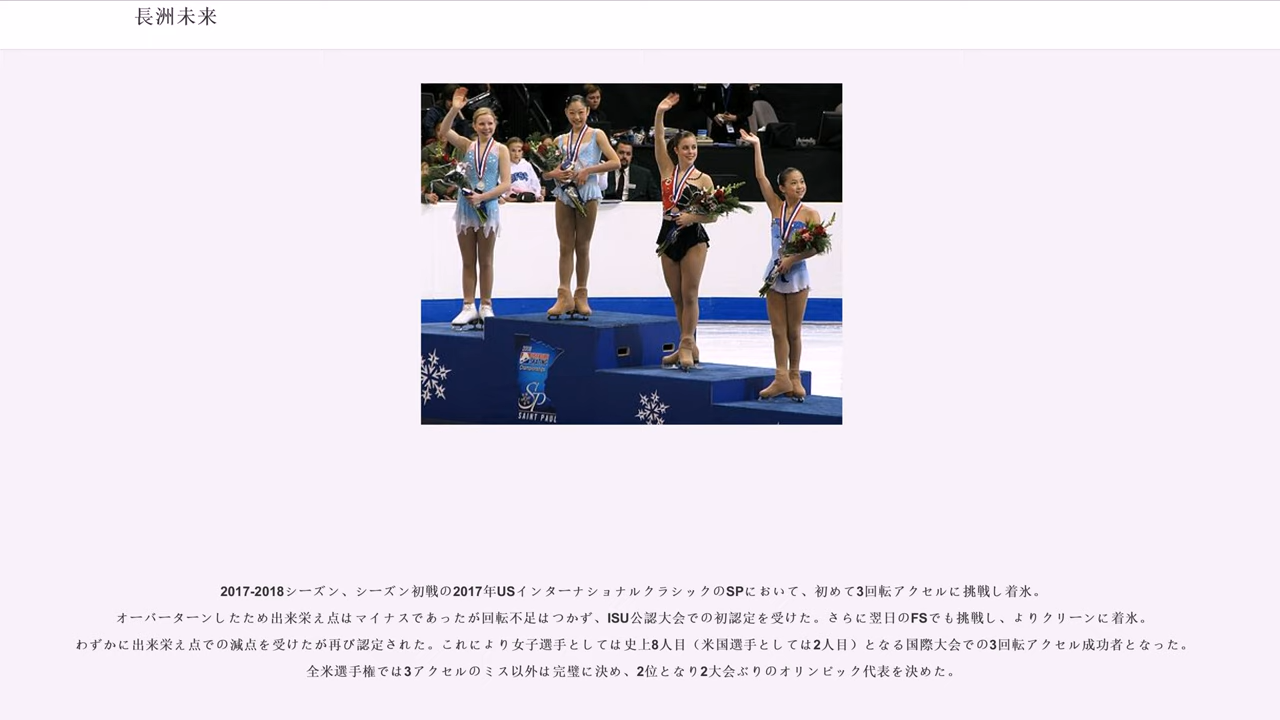 長洲未来
2008
SP
SAINT PAUL
2017-2018シーズン、シーズン初戦の2017年USインターナショナルクラシックのSPにおいて、初めて3回転アクセルに挑戦し着氷。
オーバーターンしたため出来栄え点はマイナスであったが回転不足はつかず、ISU公認大会での初認定を受けた。さらに翌日のFSでも挑戦し、よりクリーンに着氷。
わずかに出来栄え点での減点を受けたが再び認定された。これにより女子選手としては史上8人目（米国選手としては2人目）となる国際大会での3回転アクセル成功者となった。
全米選手権では3アクセルのミス以外は完璧に決め、2位となり2大会ぶりのオリンピック代表を決めた。